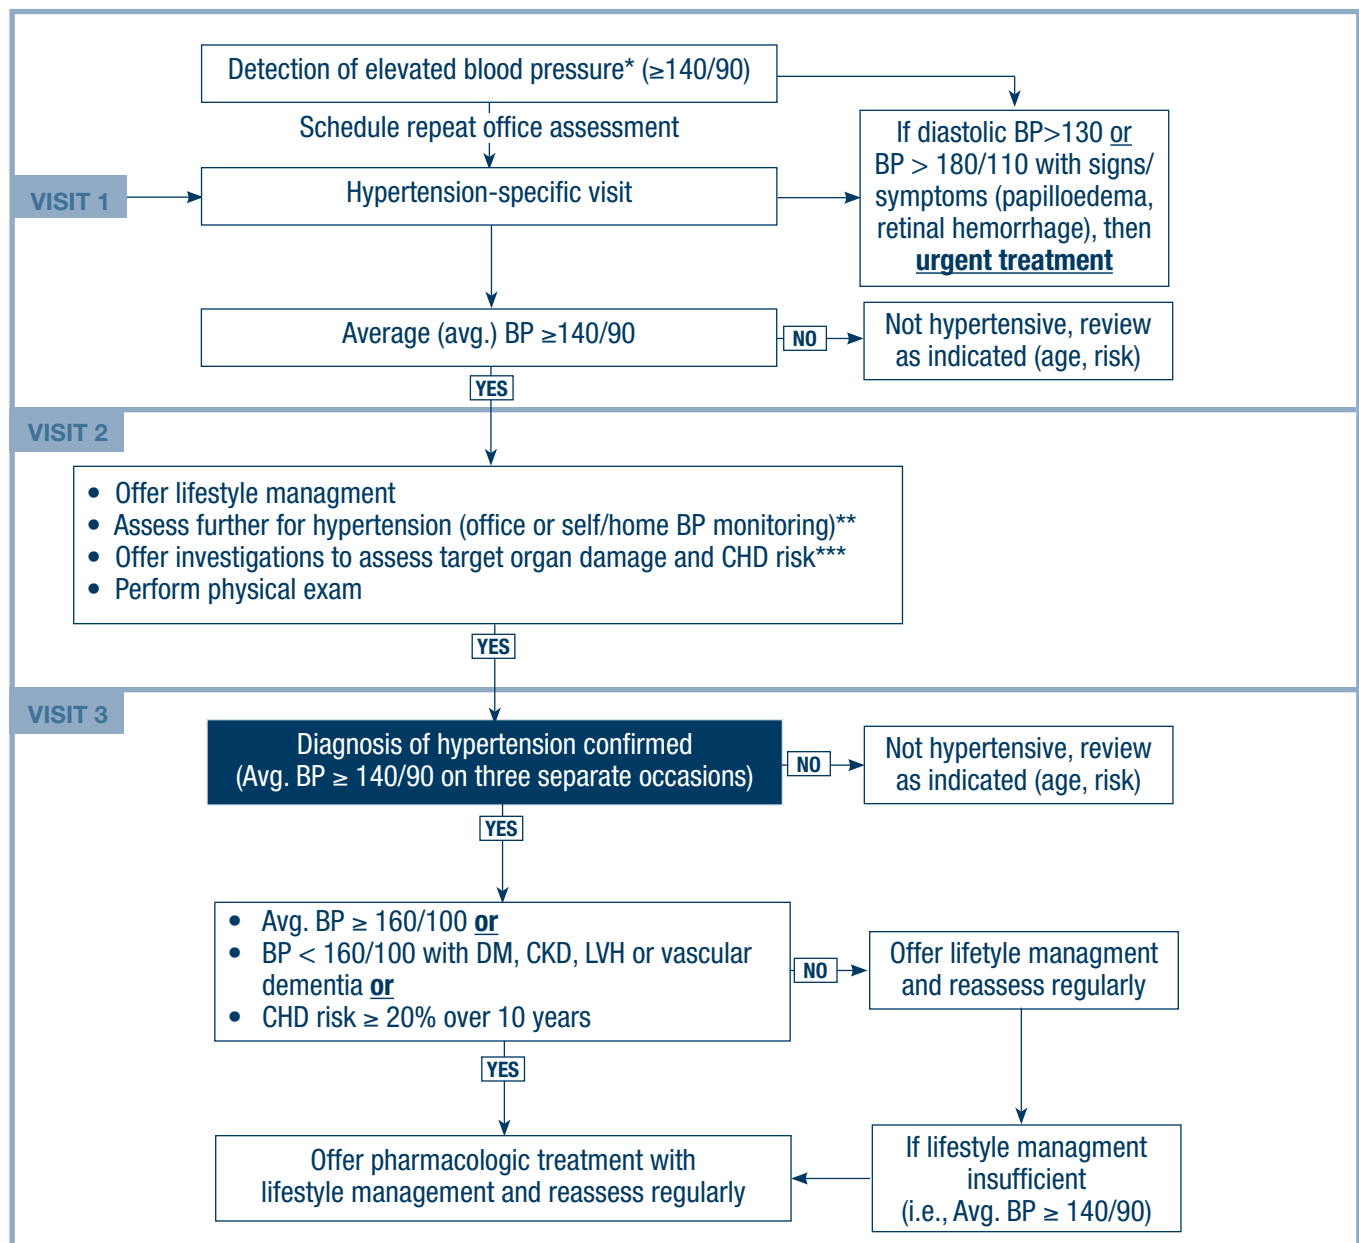 Detection of elevated blood pressure* (≥140/90)
Schedule repeat office assessment
If diastolic BP>130 or
BP > 180/110 with signs/
symptoms (papilloedema,
retinal hemorrhage), then
urgent treatment
VISIT 1
Hypertension-specific visit
Average (avg.) BP ≥140/90
NO
Not hypertensive, review
as indicated (age, risk)
YES
VISIT 2
• Offer lifestyle managment
• Assess further for hypertension (office or self/home BP monitoring)**
• Offer investigations to assess target organ damage and CHD risk***
• Perform physical exam
YES
VISIT 3
Diagnosis of hypertension confirmed
(Avg. BP ≥ 140/90 on three separate occasions)
NO
Not hypertensive, review
as indicated (age, risk)
YES
• Avg. BP ≥ 160/100 or
• BP < 160/100 with DM, CKD, LVH or vascular
dementia or
• CHD risk ≥ 20% over 10 years
NO
Offer lifetyle managment
and reassess regularly
YES
Offer pharmacologic treatment with
lifestyle management and reassess regularly
If lifestyle managment
insufficient
(i.e., Avg. BP ≥ 140/90)